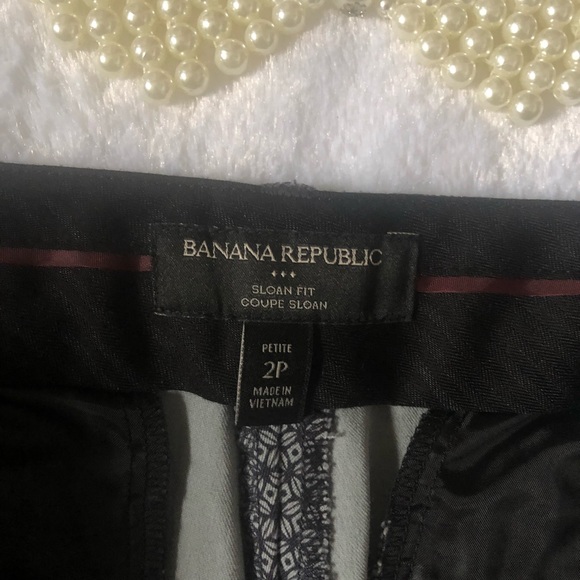 BANANA REPUBLIC
SLOAN FIT
COUPE SLOAN
PETITE
2P
MADE IN
VIETNAM